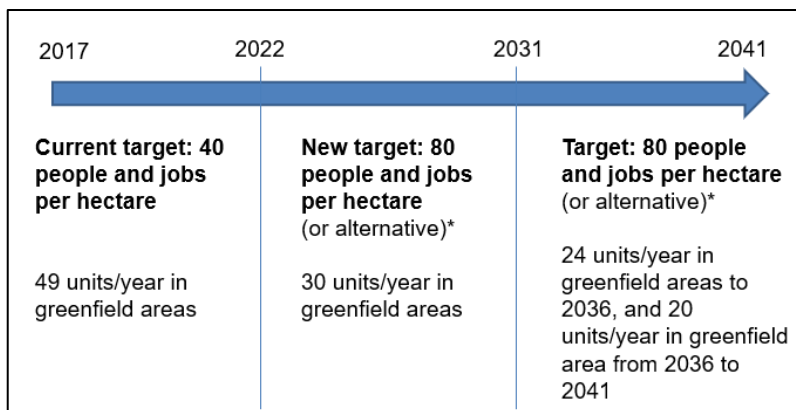 2017
2022
2031
2041
Current target: 40
people and jobs
per hectare
49 units/year in
greenfield areas
New target: 80
people and jobs
per hectare
(or alternative)*
30 units/year in
greenfield areas
Target: 80 people
and jobs per hectare
(or alternative)*
24 units/year in
greenfield areas to
2036, and 20
units/year in greenfield
area from 2036 to
2041